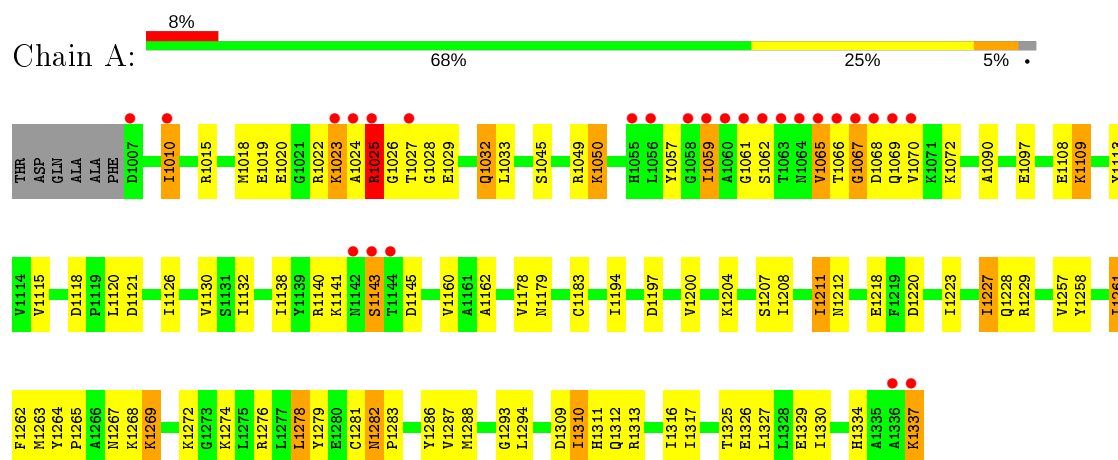 8%
Chain A:
68% 25% 5% •
THR ASP GLN ALA ALA PHE D1007 I1010 R1015 M1018 E1019 E1020 G1021 R1022 K1023 A1024 R1025 G1026 T1027 G1028 E1029 Q1032 L1033 S1045 R1049 K1050 H1055 L1056 Y1057 G1058 I1059 A1060 G1061 S1062 T1063 N1064 V1065 T1066 G1067 D1068 Q1069 V1070 K1071 K1072 A1090 E1097 E1108 K1109 Y1113
V1114 V1115 D1118 P1119 L1120 D1121 I1126 V1130 S1131 I1132 I1138 Y1139 R1140 K1141 N1142 S1143 T1144 D1145 V1160 A1161 A1162 V1178 N1179 C1183 I1194 D1197 V1200 K1204 S1207 I1208 I1211 N1212 E1218 F1219 D1220 I1223 I1227 Q1228 R1229 V1257 Y1258 I1261
F1262 M1263 Y1264 P1265 A1266 N1267 K1268 K1269 K1272 G1273 K1274 L1275 R1276 L1277 L1278 Y1279 E1280 C1281 N1282 P1283 Y1286 V1287 M1288 G1293 L1294 D1309 I1310 H1311 Q1312 R1313 I1316 I1317 T1325 E1326 L1327 L1328 E1329 I1330 H1334 A1335 A1336 K1337